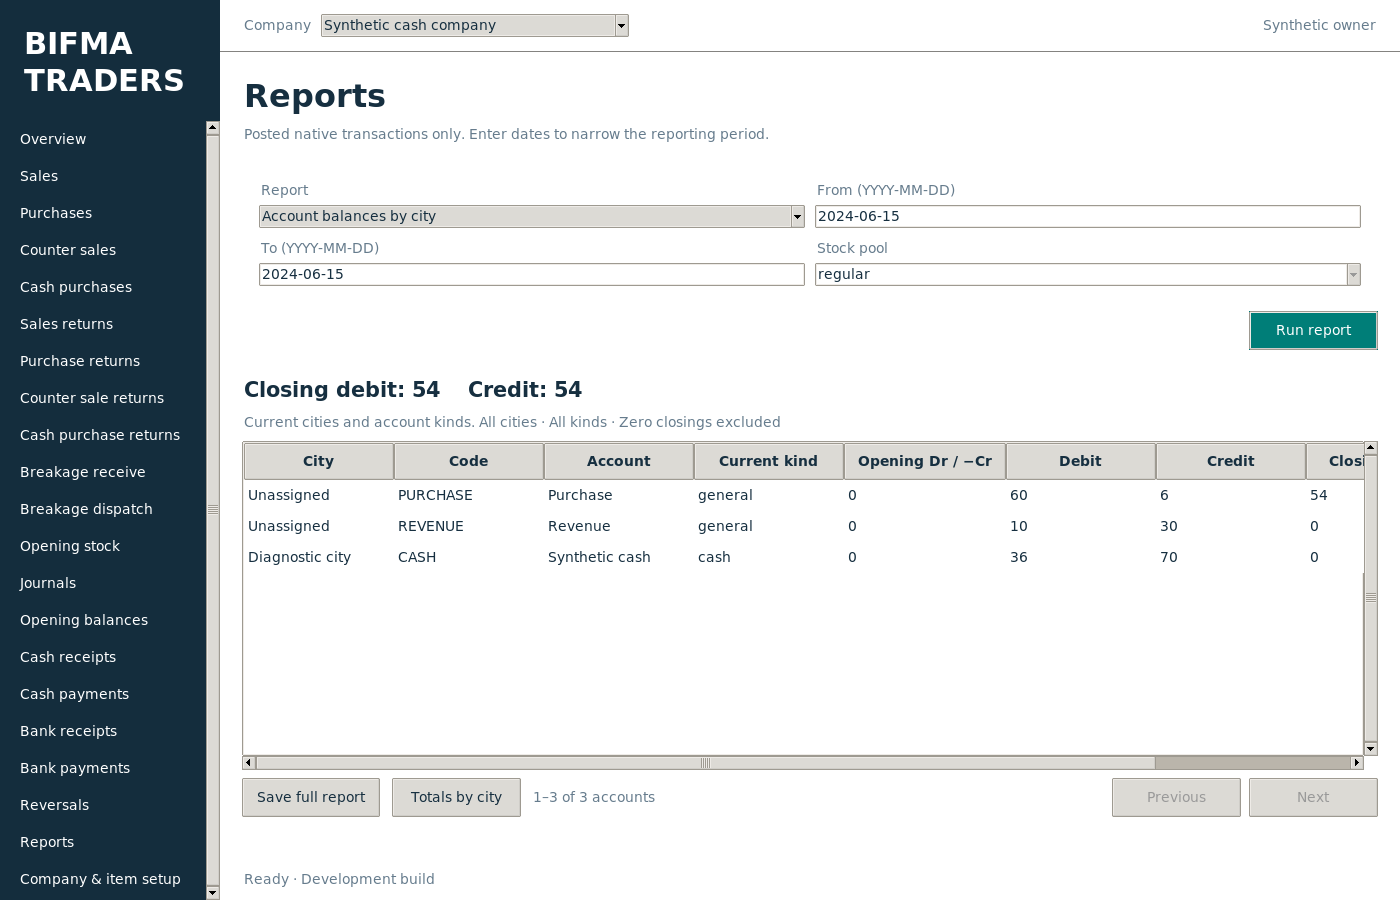 BIFMA
TRADERS
Overview
Sales
Purchases
Counter sales
Cash purchases
Sales returns
Purchase returns
Counter sale returns
Cash purchase returns
Breakage receive
Breakage dispatch
Opening stock
Journals
Opening balances
Cash receipts
Cash payments
Bank receipts
Bank payments
Reversals
Reports
Company & item setup
Company Synthetic cash company Synthetic owner
Reports
Posted native transactions only. Enter dates to narrow the reporting period.
Report From (YYYY-MM-DD)
Account balances by city 2024-06-15
To (YYYY-MM-DD) Stock pool
2024-06-15 regular
Run report
Closing debit: 54 Credit: 54
Current cities and account kinds. All cities · All kinds · Zero closings excluded
City Code Account Current kind Opening Dr / −Cr Debit Credit Closi
Unassigned PURCHASE Purchase general 0 60 6 54
Unassigned REVENUE Revenue general 0 10 30 0
Diagnostic city CASH Synthetic cash cash 0 36 70 0
Save full report Totals by city 1–3 of 3 accounts Previous Next
Ready · Development build